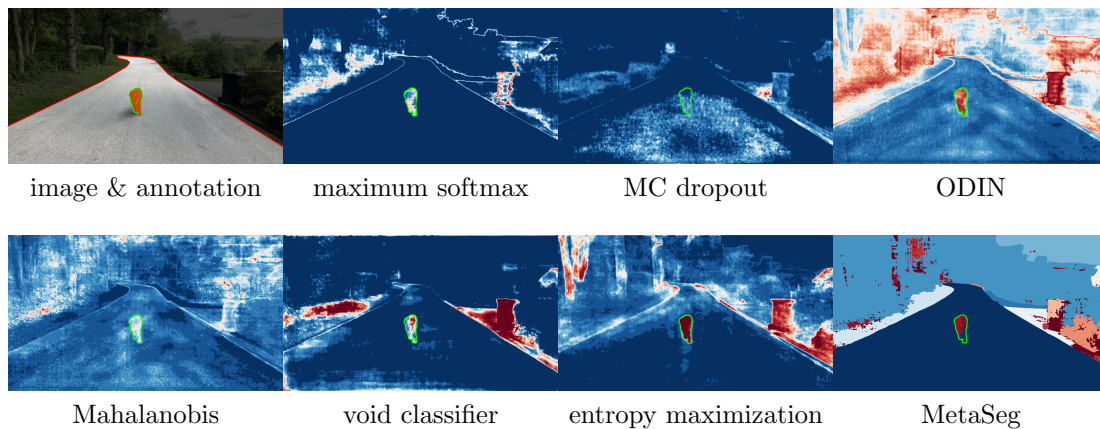 image & annotation
maximum softmax
MC dropout
ODIN
Mahalanobis
void classifier
entropy maximization
MetaSeg